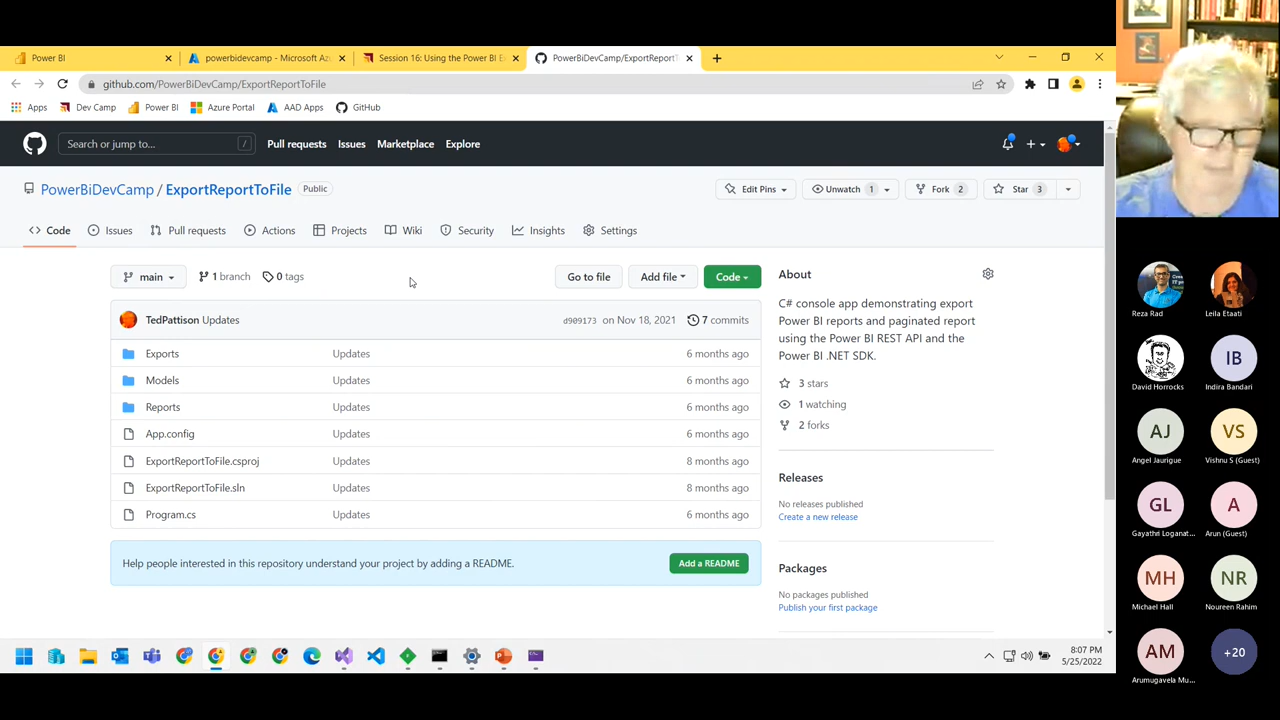 Power BI
powerbidevcamp - Microsoft Az
Session 16: Using the Power BI E
PowerBiDevCamp/ExportReportT
github.com/PowerBiDevCamp/ExportReportToFile
Apps
Dev Camp
Power BI
Azure Portal
AAD Apps
GitHub
Search or jump to...
/
Pull requests
Issues
Marketplace
Explore
PowerBiDevCamp / ExportReportToFile
Public
Edit Pins
Unwatch 1
Fork 2
Star 3
Code
Issues
Pull requests
Actions
Projects
Wiki
Security
Insights
Settings
main
1 branch
0 tags
Go to file
Add file
Code
TedPattison Updates
d909173 on Nov 18, 2021
7 commits
Exports Updates 6 months ago
Models Updates 6 months ago
Reports Updates 6 months ago
App.config Updates 6 months ago
ExportReportToFile.csproj Updates 8 months ago
ExportReportToFile.sln Updates 8 months ago
Program.cs Updates 6 months ago
Help people interested in this repository understand your project by adding a README.
Add a README
About
C# console app demonstrating export
Power BI reports and paginated report
using the Power BI REST API and the
Power BI .NET SDK.
3 stars
1 watching
2 forks
Releases
No releases published
Create a new release
Packages
No packages published
Publish your first package
8:07 PM
5/25/2022
Reza Rad
Leila Etaati
David Horrocks
IB
Indira Bandari
AJ
Angel Jaurigue
VS
Vishnu S (Guest)
GL
Gayathri Loganat...
A
Arun (Guest)
MH
Michael Hall
NR
Noureen Rahim
AM
Arumugavela Mu...
+20